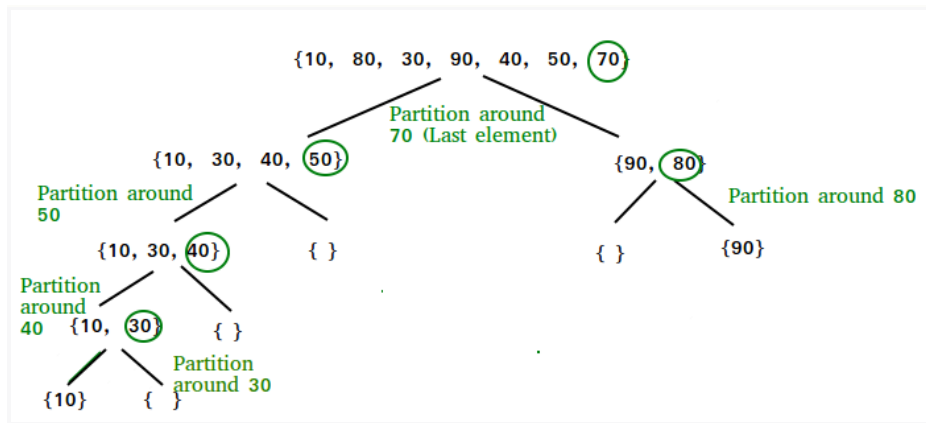 {10, 80, 30, 90, 40, 50, 70}
Partition around
70 (Last element)
{10, 30, 40, 50}
{90, 80}
Partition around
50
Partition around 80
{10, 30, 40}
{ }
{ }
{90}
Partition
around
40
{10, 30}
{ }
Partition
around 30
{10}
{ }